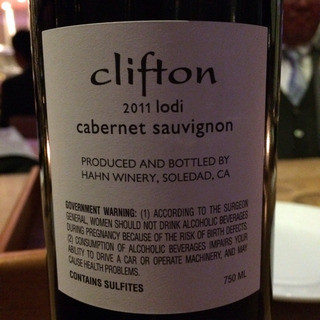 clifton
2011 lodi
cabernet sauvignon
PRODUCED AND BOTTLED BY
HAHN WINERY, SOLEDAD, CA
GOVERNMENT WARNING: (1) ACCORDING TO THE SURGEON
GENERAL, WOMEN SHOULD NOT DRINK ALCOHOLIC BEVERAGES
DURING PREGNANCY BECAUSE OF THE RISK OF BIRTH DEFECTS.
(2) CONSUMPTION OF ALCOHOLIC BEVERAGES IMPAIRS YOUR
ABILITY TO DRIVE A CAR OR OPERATE MACHINERY, AND MAY
CAUSE HEALTH PROBLEMS.
CONTAINS SULFITES 750 ML